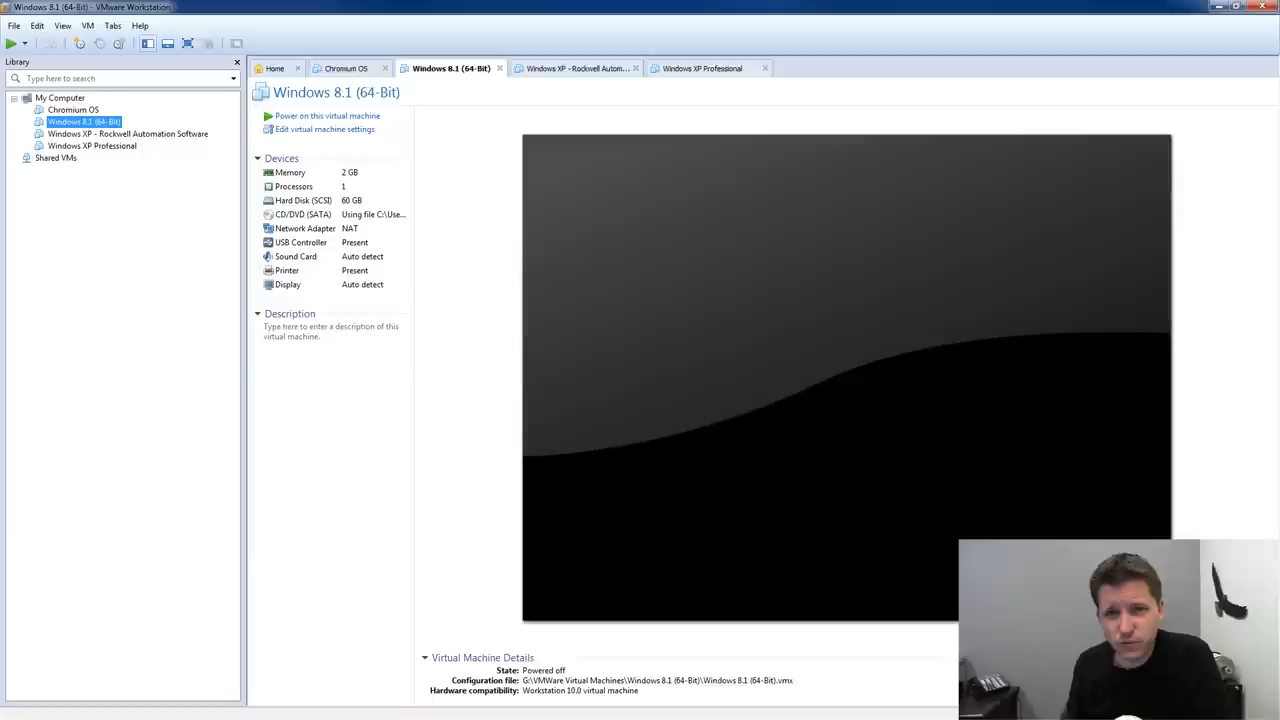 Windows 8.1 (64-Bit) - VMware Workstation
File Edit View VM Tabs Help
Library
Type here to search
My Computer
Chromium OS
Windows 8.1 (64-Bit)
Windows XP - Rockwell Automation Software
Windows XP Professional
Shared VMs
Home Chromium OS Windows 8.1 (64-Bit) Windows XP - Rockwell Autom... Windows XP Professional
Windows 8.1 (64-Bit)
Power on this virtual machine
Edit virtual machine settings
Devices
Memory 2 GB
Processors 1
Hard Disk (SCSI) 60 GB
CD/DVD (SATA) Using file C:\Use...
Network Adapter NAT
USB Controller Present
Sound Card Auto detect
Printer Present
Display Auto detect
Description
Type here to enter a description of this
virtual machine.
Virtual Machine Details
State: Powered off
Configuration file: G:\VMWare Virtual Machines\Windows 8.1 (64-Bit)\Windows 8.1 (64-Bit).vmx
Hardware compatibility: Workstation 10.0 virtual machine